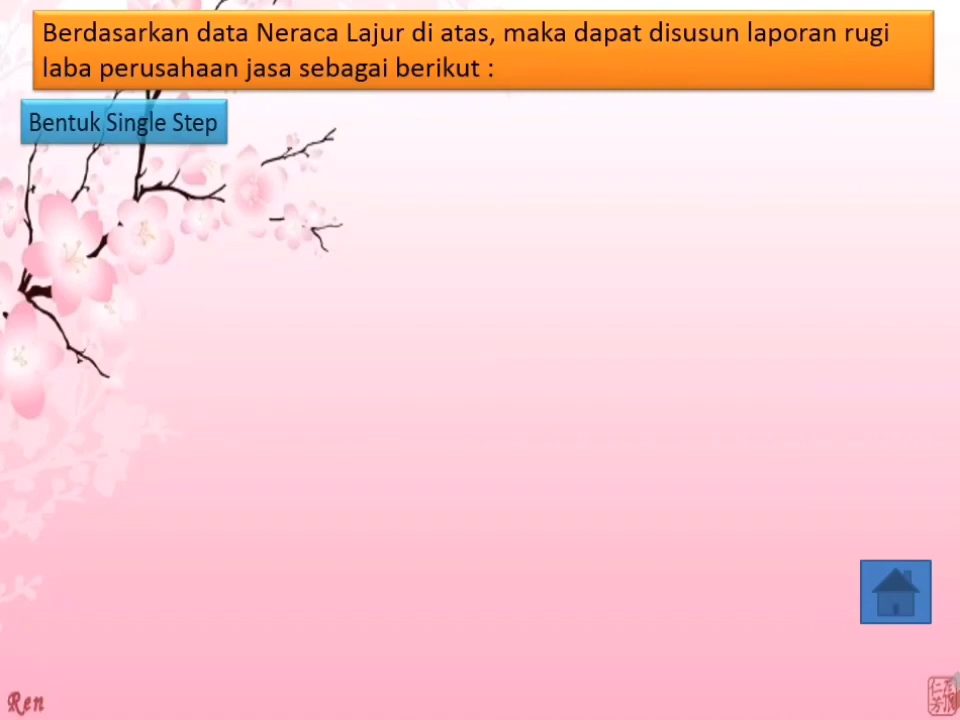 Berdasarkan data Neraca Lajur di atas, maka dapat disusun laporan rugi
laba perusahaan jasa sebagai berikut :
Bentuk Single Step
Ren